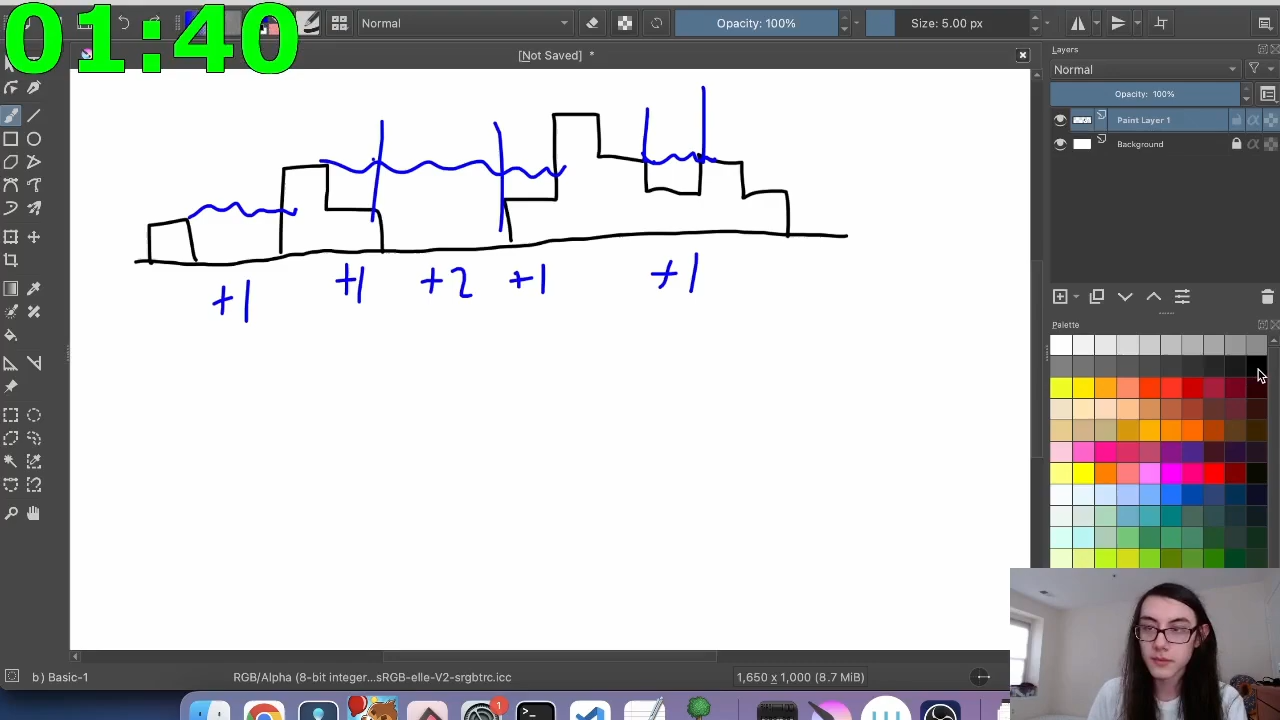 01:40
Normal
Opacity: 100%
Size: 5.00 px
[Not Saved] *
Layers
Normal
Opacity: 100%
Paint Layer 1
Background
+1 +1 +2 +1 +1
Palette
b) Basic-1
RGB/Alpha (8-bit integer...sRGB-elle-V2-srgbtrc.icc
1,650 x 1,000 (8.7 MiB)
1